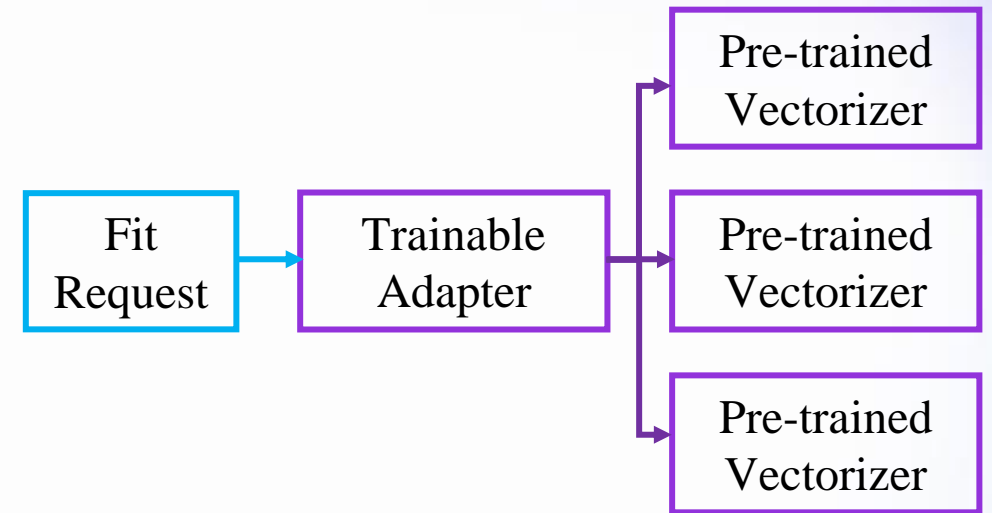 Pre-trained
Vectorizer
Fit
Request
Trainable
Adapter
Pre-trained
Vectorizer
Pre-trained
Vectorizer